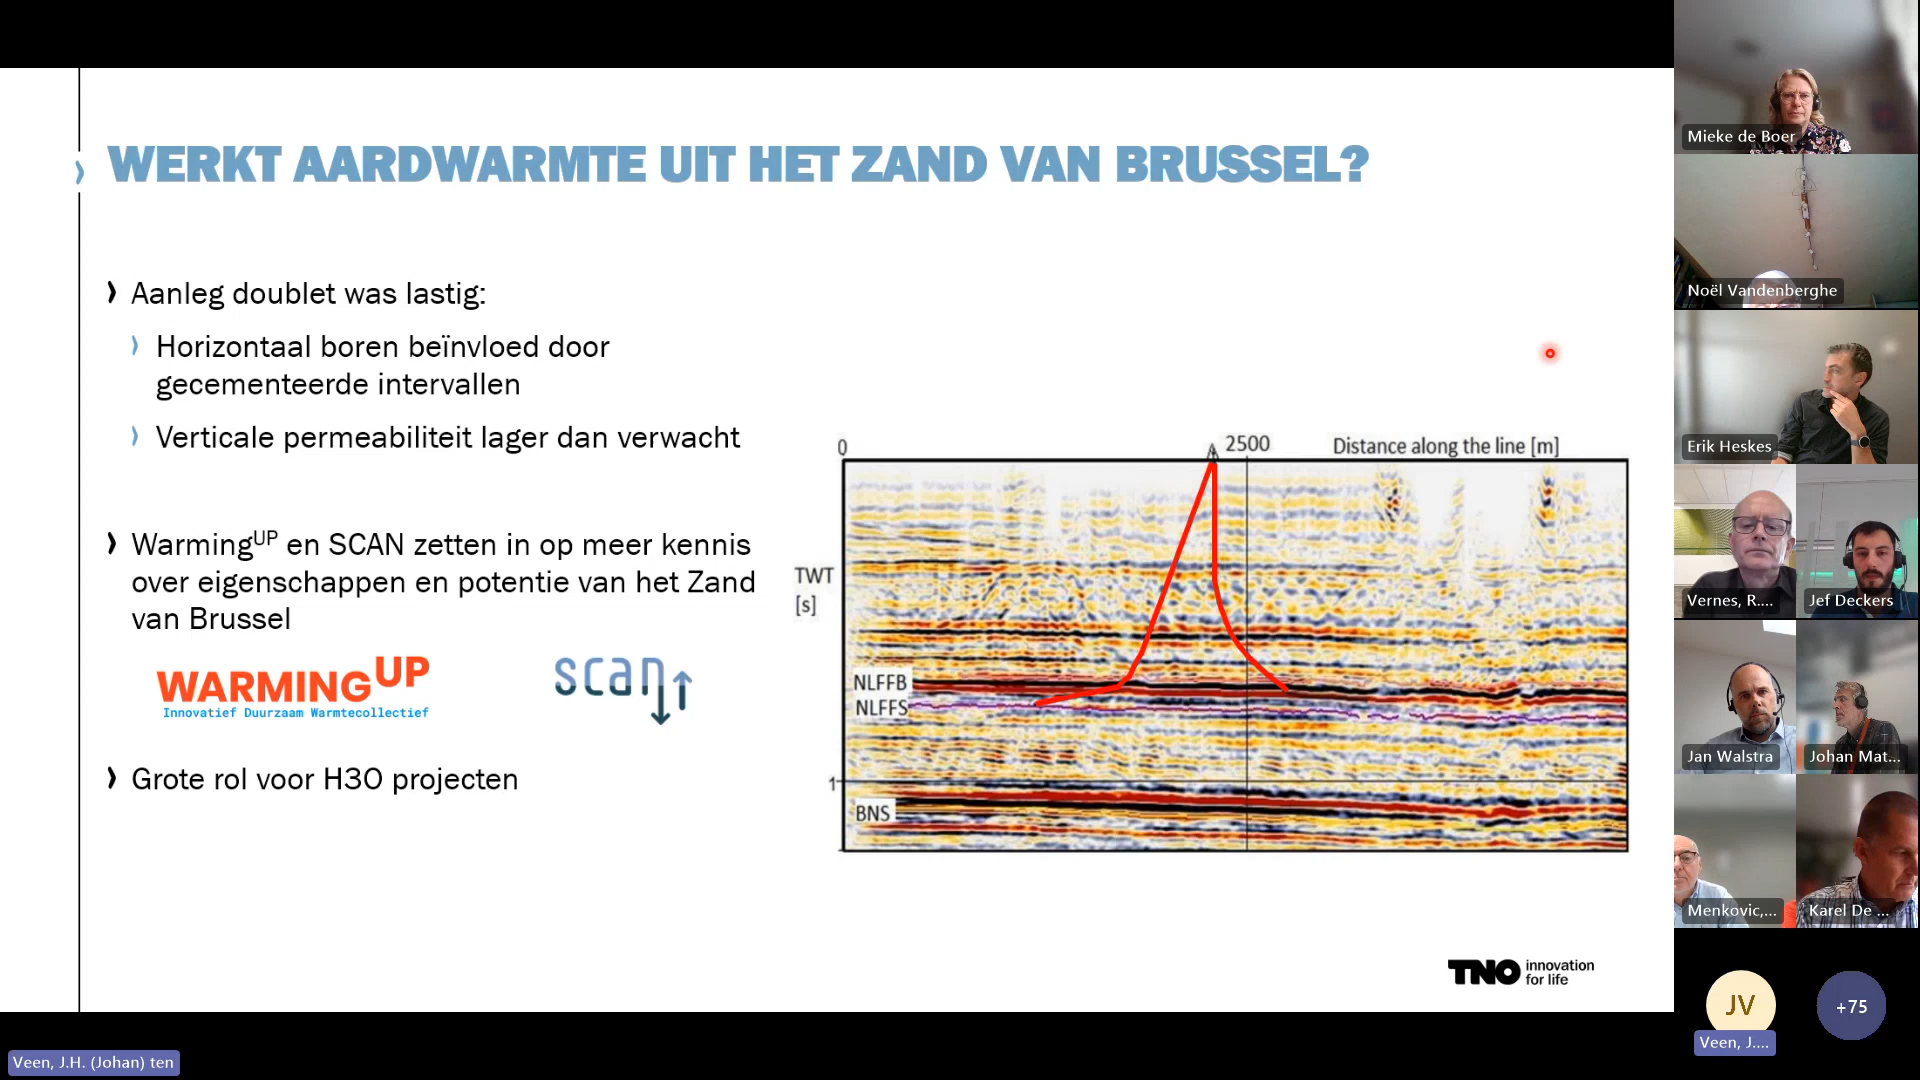 WERKT AARDWARMTE UIT HET ZAND VAN BRUSSEL?
Aanleg doublet was lastig:
Horizontaal boren beïnvloed door
gecementeerde intervallen
Verticale permeabiliteit lager dan verwacht
WarmingUP en SCAN zetten in op meer kennis
over eigenschappen en potentie van het Zand
van Brussel
WARMINGUP
Innovatief Duurzaam Warmtecollectief
scan
Grote rol voor H3O projecten
0
2500
Distance along the line [m]
TWT
[s]
NLFFB
NLFFS
1
BNS
TNO innovation
for life
Mieke de Boer
Noël Vandenberghe
Erik Heskes
Vernes, R....
Jef Deckers
Jan Walstra
Johan Mat...
Menkovic,...
Karel De ...
JV
+75
Veen, J....
Veen, J.H. (Johan) ten